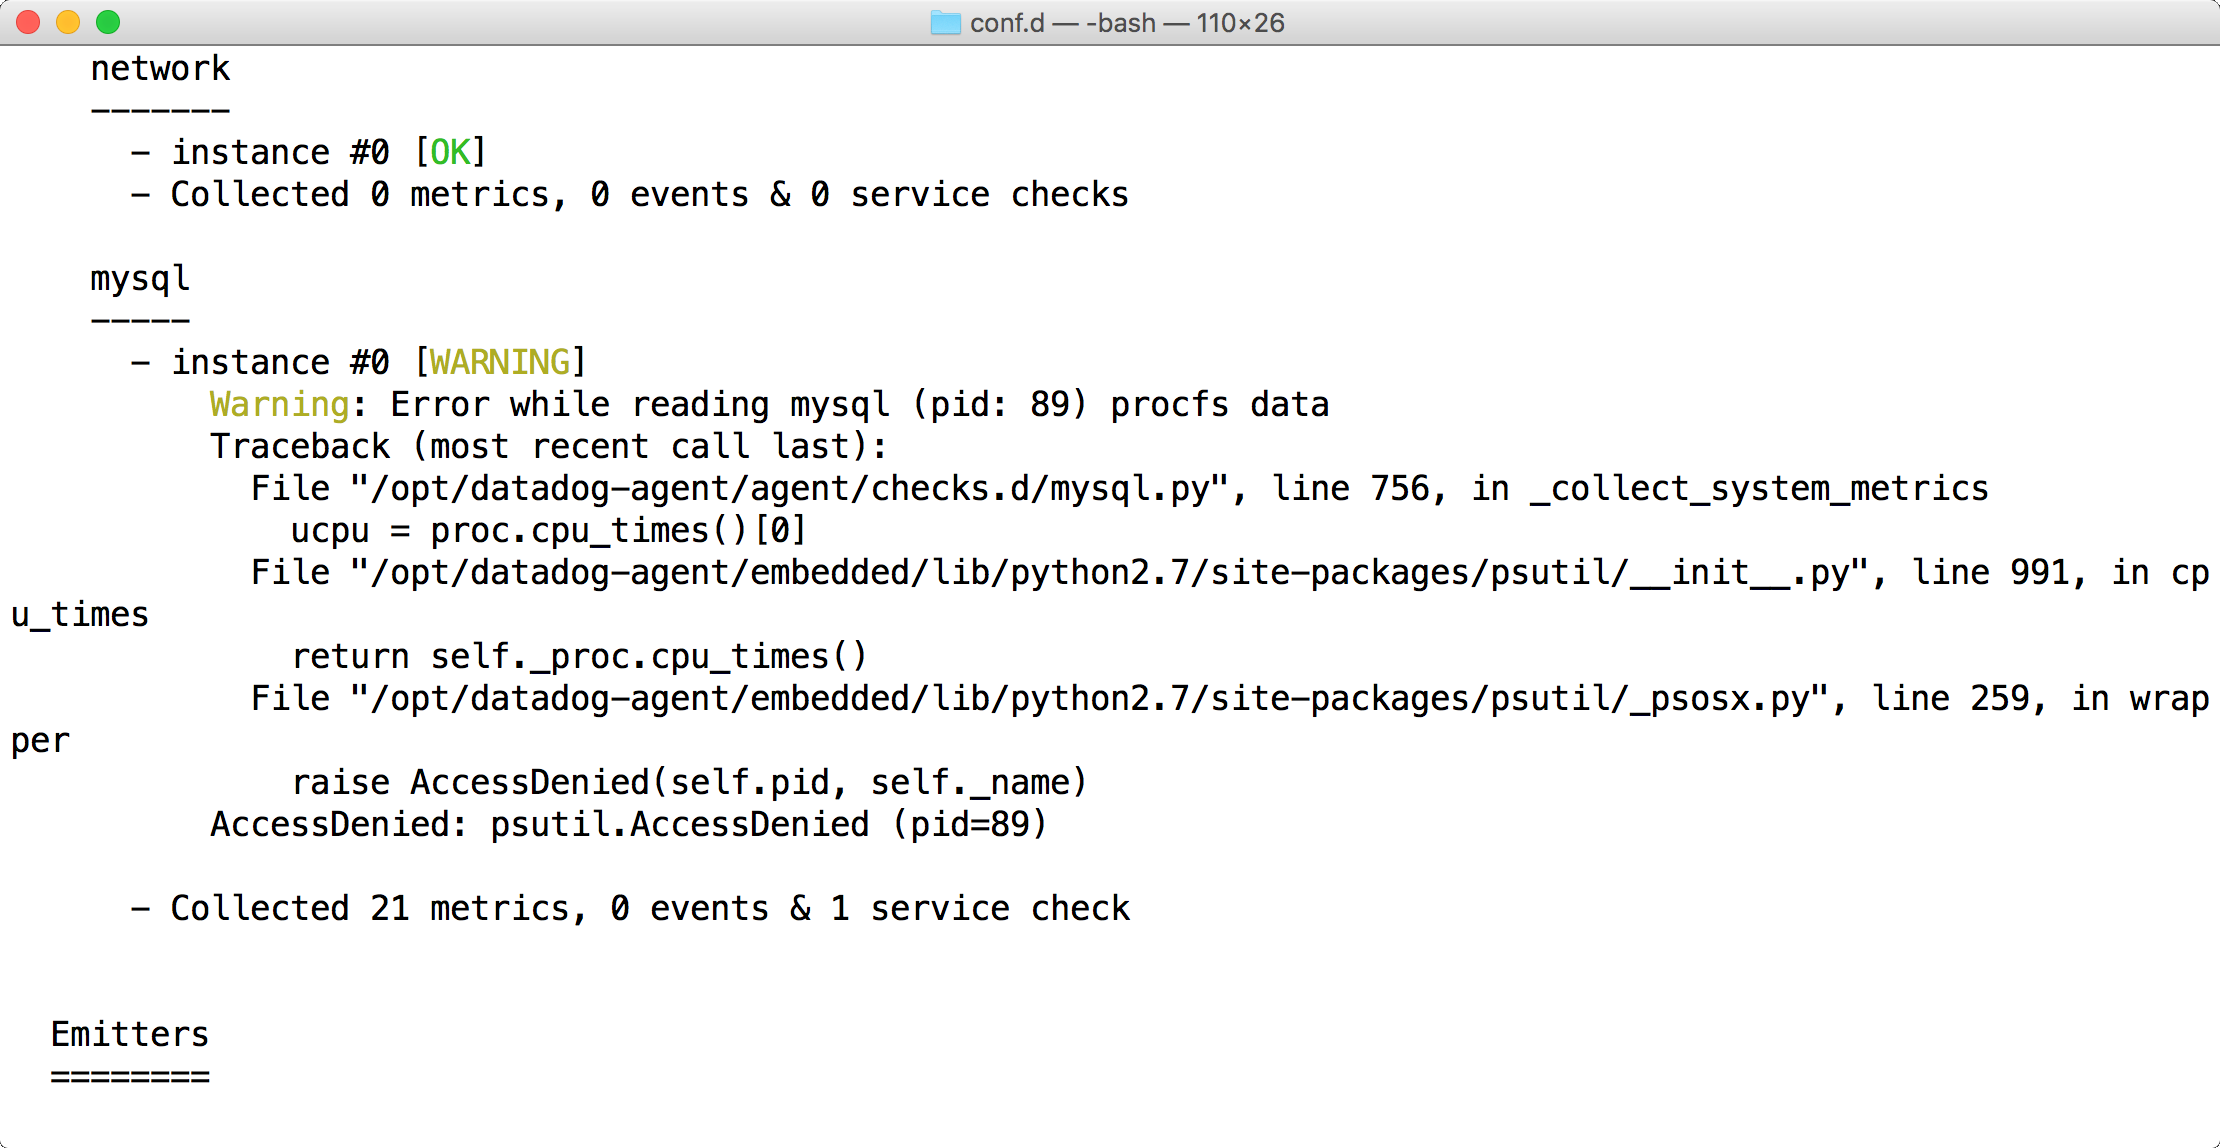 conf.d — -bash — 110×26
network
-------
- instance #0 [OK]
- Collected 0 metrics, 0 events & 0 service checks
mysql
-----
- instance #0 [WARNING]
Warning: Error while reading mysql (pid: 89) procfs data
Traceback (most recent call last):
File "/opt/datadog-agent/agent/checks.d/mysql.py", line 756, in _collect_system_metrics
ucpu = proc.cpu_times()[0]
File "/opt/datadog-agent/embedded/lib/python2.7/site-packages/psutil/__init__.py", line 991, in cp
u_times
return self._proc.cpu_times()
File "/opt/datadog-agent/embedded/lib/python2.7/site-packages/psutil/_psosx.py", line 259, in wrap
per
raise AccessDenied(self.pid, self._name)
AccessDenied: psutil.AccessDenied (pid=89)
- Collected 21 metrics, 0 events & 1 service check
Emitters
========